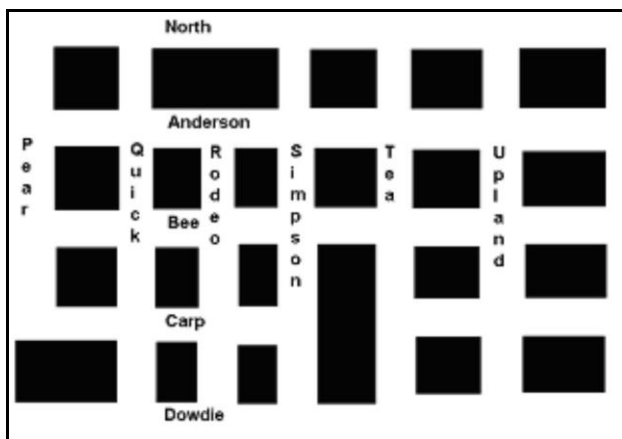 North
Anderson
Pear
Quick
Rodeo
Simpson
Tea
Upland
Bee
Carp
Dowdie